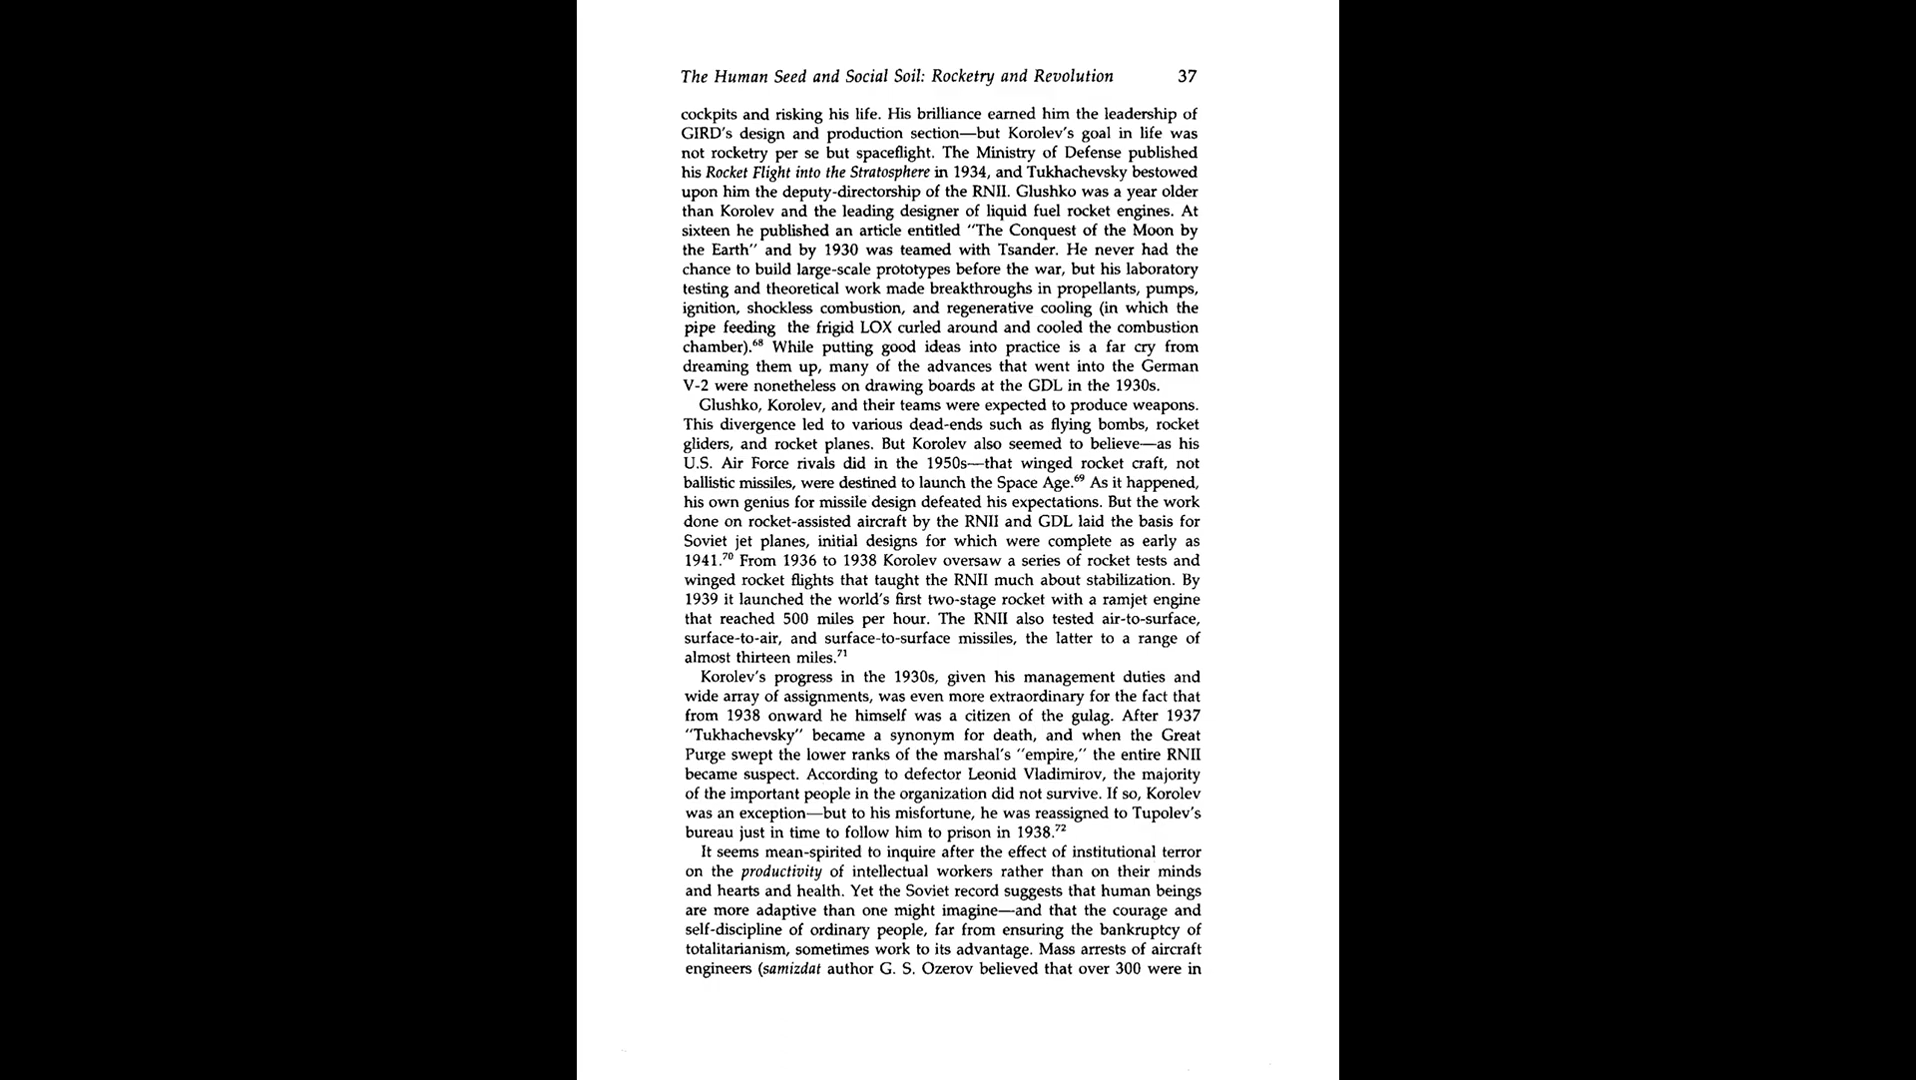 The Human Seed and Social Soil: Rocketry and Revolution 37
cockpits and risking his life. His brilliance earned him the leadership of
GIRD's design and production section—but Korolev's goal in life was
not rocketry per se but spaceflight. The Ministry of Defense published
his Rocket Flight into the Stratosphere in 1934, and Tukhachevsky bestowed
upon him the deputy-directorship of the RNII. Glushko was a year older
than Korolev and the leading designer of liquid fuel rocket engines. At
sixteen he published an article entitled "The Conquest of the Moon by
the Earth" and by 1930 was teamed with Tsander. He never had the
chance to build large-scale prototypes before the war, but his laboratory
testing and theoretical work made breakthroughs in propellants, pumps,
ignition, shockless combustion, and regenerative cooling (in which the
pipe feeding the frigid LOX curled around and cooled the combustion
chamber).⁶⁸ While putting good ideas into practice is a far cry from
dreaming them up, many of the advances that went into the German
V-2 were nonetheless on drawing boards at the GDL in the 1930s.
Glushko, Korolev, and their teams were expected to produce weapons.
This divergence led to various dead-ends such as flying bombs, rocket
gliders, and rocket planes. But Korolev also seemed to believe—as his
U.S. Air Force rivals did in the 1950s—that winged rocket craft, not
ballistic missiles, were destined to launch the Space Age.⁶⁹ As it happened,
his own genius for missile design defeated his expectations. But the work
done on rocket-assisted aircraft by the RNII and GDL laid the basis for
Soviet jet planes, initial designs for which were complete as early as
1941.⁷⁰ From 1936 to 1938 Korolev oversaw a series of rocket tests and
winged rocket flights that taught the RNII much about stabilization. By
1939 it launched the world's first two-stage rocket with a ramjet engine
that reached 500 miles per hour. The RNII also tested air-to-surface,
surface-to-air, and surface-to-surface missiles, the latter to a range of
almost thirteen miles.⁷¹
Korolev's progress in the 1930s, given his management duties and
wide array of assignments, was even more extraordinary for the fact that
from 1938 onward he himself was a citizen of the gulag. After 1937
"Tukhachevsky" became a synonym for death, and when the Great
Purge swept the lower ranks of the marshal's "empire," the entire RNII
became suspect. According to defector Leonid Vladimirov, the majority
of the important people in the organization did not survive. If so, Korolev
was an exception—but to his misfortune, he was reassigned to Tupolev's
bureau just in time to follow him to prison in 1938.⁷²
It seems mean-spirited to inquire after the effect of institutional terror
on the productivity of intellectual workers rather than on their minds
and hearts and health. Yet the Soviet record suggests that human beings
are more adaptive than one might imagine—and that the courage and
self-discipline of ordinary people, far from ensuring the bankruptcy of
totalitarianism, sometimes work to its advantage. Mass arrests of aircraft
engineers (samizdat author G. S. Ozerov believed that over 300 were in